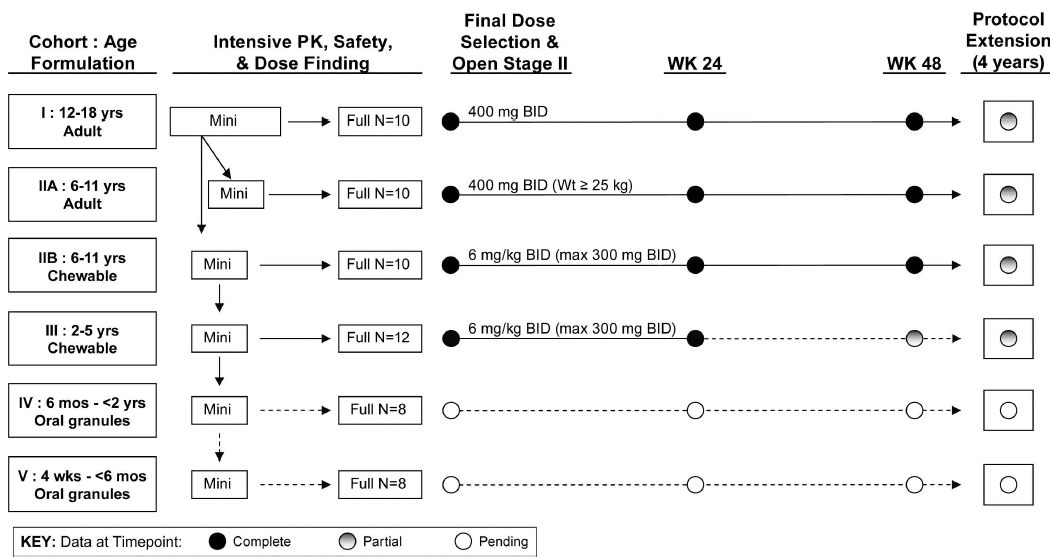 Cohort : Age
Formulation
Intensive PK, Safety,
& Dose Finding
Final Dose
Selection &
Open Stage II
WK 24
WK 48
Protocol
Extension
(4 years)
I : 12-18 yrs
Adult
Mini
Full N=10
400 mg BID
IIA : 6-11 yrs
Adult
Mini
Full N=10
400 mg BID (Wt ≥ 25 kg)
IIB : 6-11 yrs
Chewable
Mini
Full N=10
6 mg/kg BID (max 300 mg BID)
III : 2-5 yrs
Chewable
Mini
Full N=12
6 mg/kg BID (max 300 mg BID)
IV : 6 mos - <2 yrs
Oral granules
Mini
Full N=8
V : 4 wks - <6 mos
Oral granules
Mini
Full N=8
KEY: Data at Timepoint: Complete Partial Pending